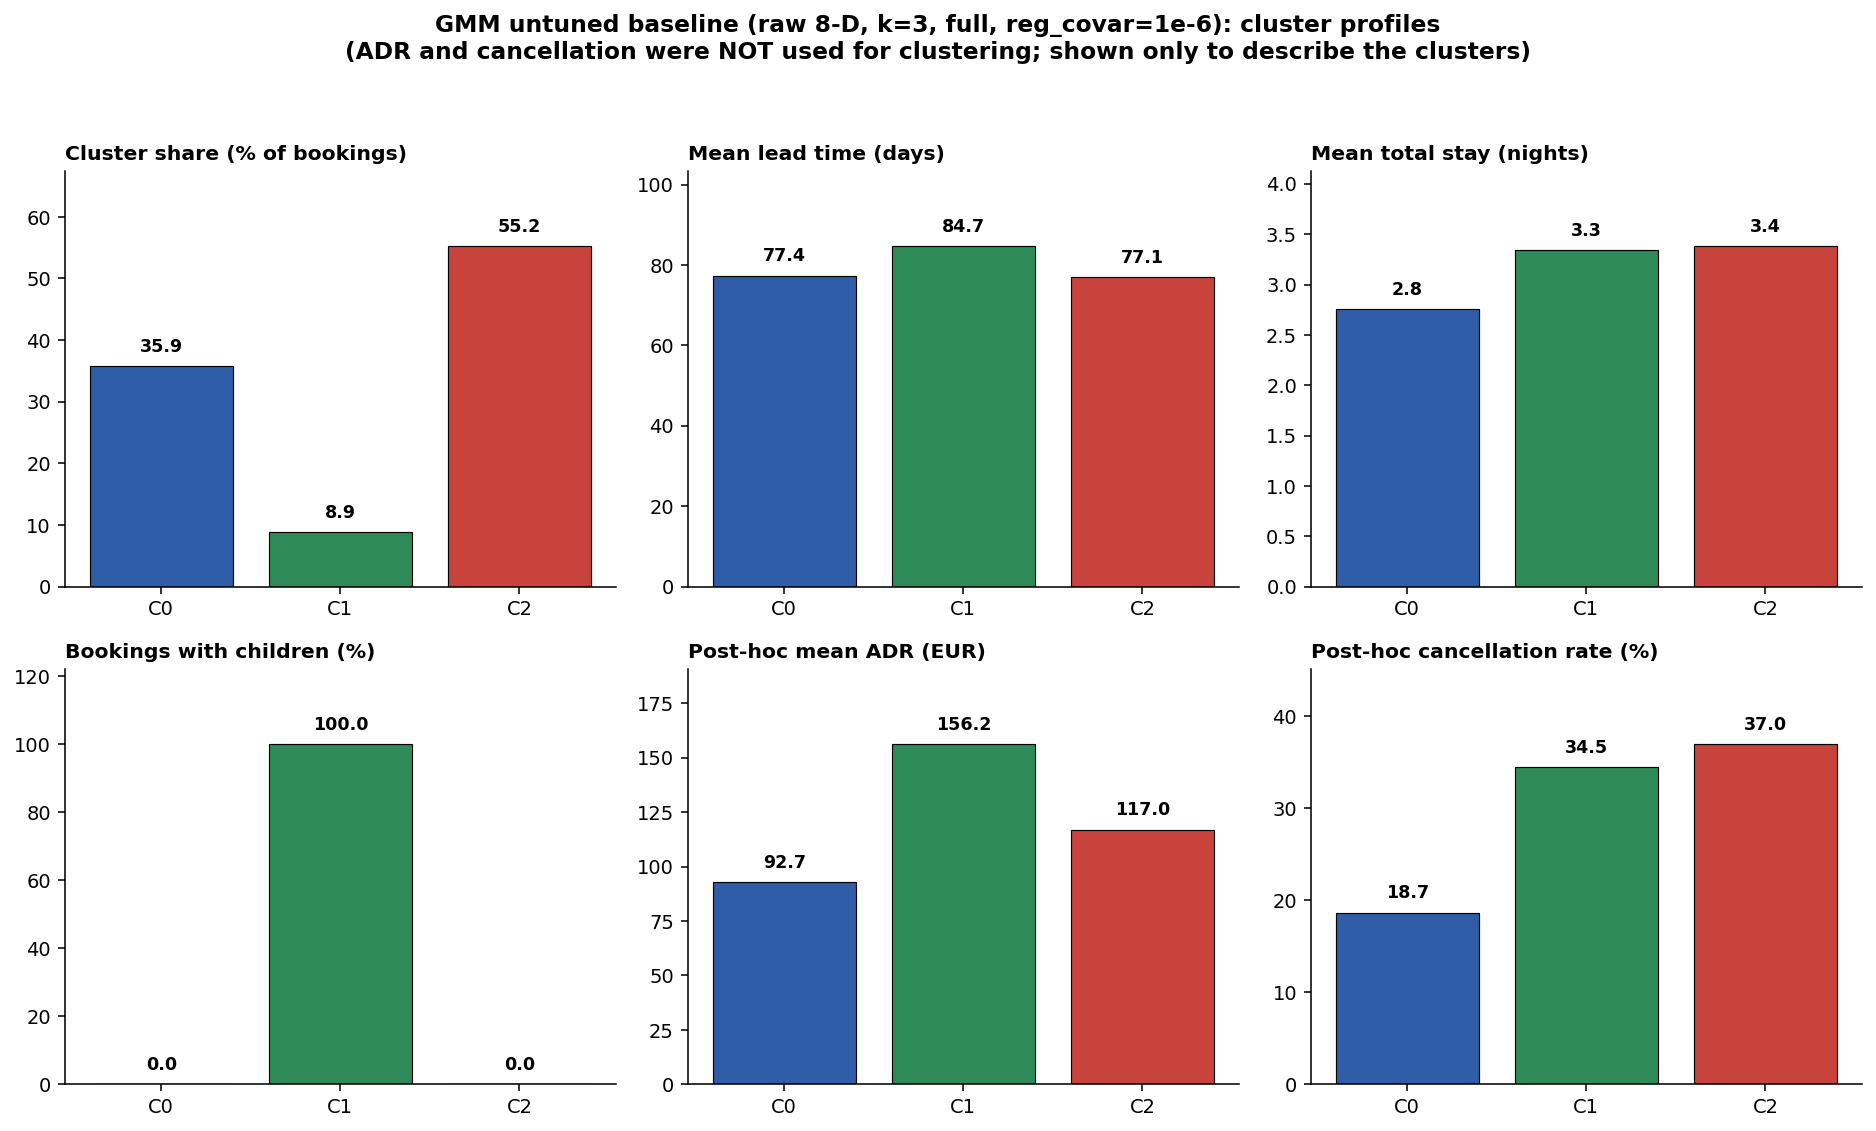 GMM untuned baseline (raw 8-D, k=3, full, reg_covar=1e-6): cluster profiles
(ADR and cancellation were NOT used for clustering; shown only to describe the clusters)
Cluster share (% of bookings)
60
50
40
30
20
10
0
35.9
8.9
55.2
C0
C1
C2
Mean lead time (days)
100
80
60
40
20
0
77.4
84.7
77.1
C0
C1
C2
Mean total stay (nights)
4.0
3.5
3.0
2.5
2.0
1.5
1.0
0.5
0.0
2.8
3.3
3.4
C0
C1
C2
Bookings with children (%)
120
100
80
60
40
20
0
0.0
100.0
0.0
C0
C1
C2
Post-hoc mean ADR (EUR)
175
150
125
100
75
50
25
0
92.7
156.2
117.0
C0
C1
C2
Post-hoc cancellation rate (%)
40
30
20
10
0
18.7
34.5
37.0
C0
C1
C2